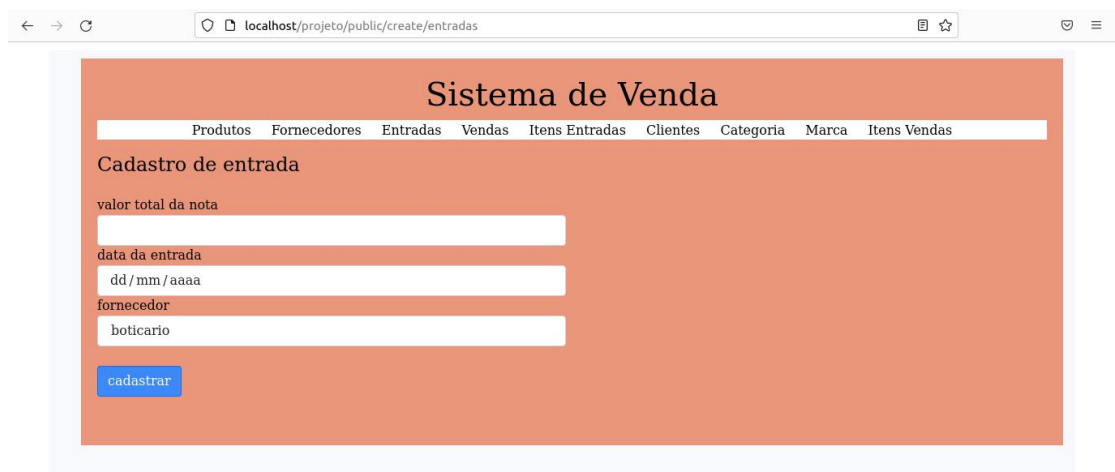 localhost/projeto/public/create/entradas
Sistema de Venda
Produtos Fornecedores Entradas Vendas Itens Entradas Clientes Categoria Marca Itens Vendas
Cadastro de entrada
valor total da nota
data da entrada
dd/mm/aaaa
fornecedor
boticario
cadastrar